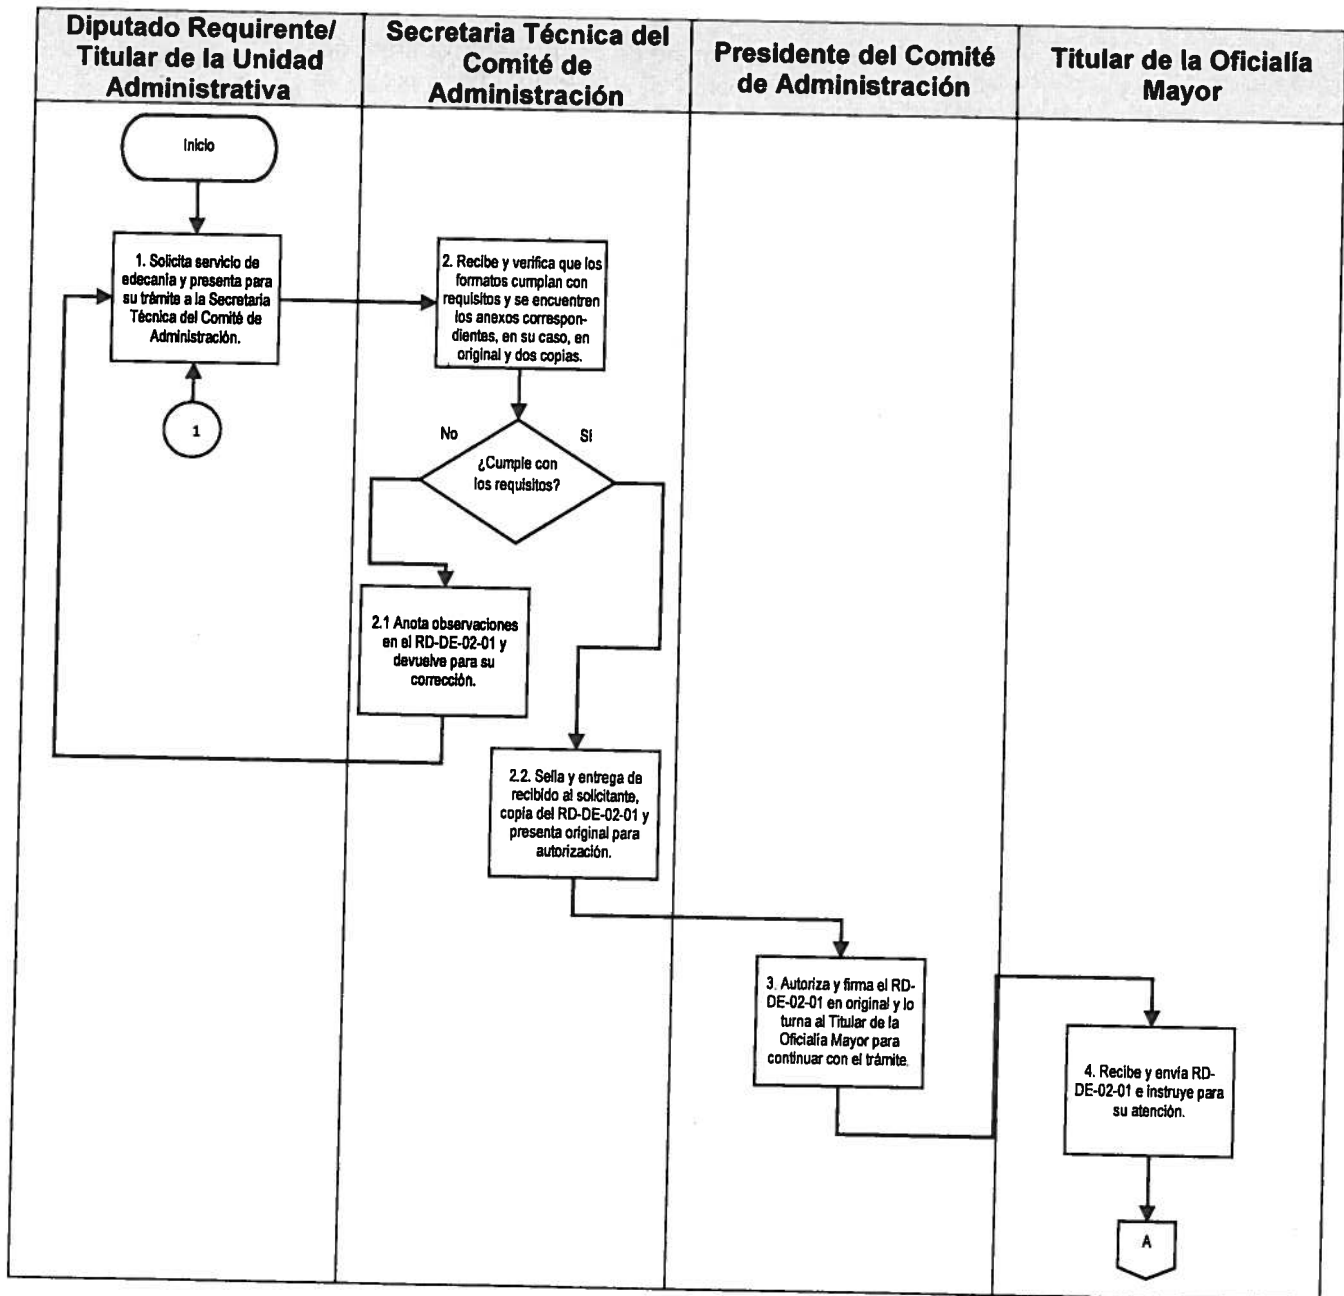 Diputado Requirente/
Titular de la Unidad
Administrativa
Secretaria Técnica del
Comité de
Administración
Presidente del Comité
de Administración
Titular de la Oficialía
Mayor
Inicio
1. Solicita servicio de
edecanía y presenta para
su trámite a la Secretaria
Técnica del Comité de
Administración.
1
2. Recibe y verifica que los
formatos cumplan con
requisitos y se encuentren
los anexos correspon-
dientes, en su caso, en
original y dos copias.
No
Sí
¿Cumple con
los requisitos?
2.1 Anota observaciones
en el RD-DE-02-01 y
devuelve para su
corrección.
2.2. Sella y entrega de
recibido al solicitante,
copia del RD-DE-02-01 y
presenta original para
autorización.
3. Autoriza y firma el RD-
DE-02-01 en original y lo
turna al Titular de la
Oficialía Mayor para
continuar con el trámite.
4. Recibe y envía RD-
DE-02-01 e instruye para
su atención.
A